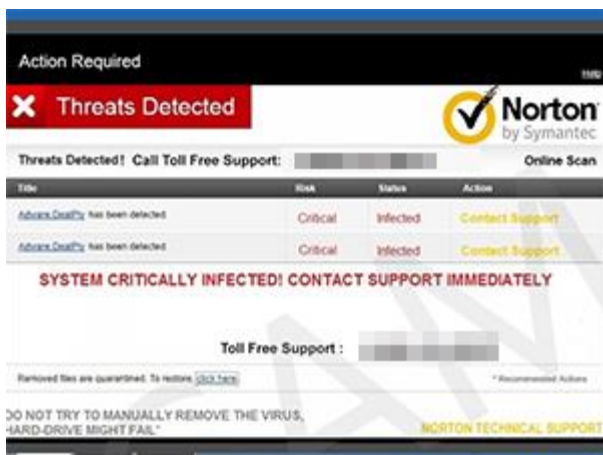 Action Required
Help
Threats Detected
Norton
by Symantec
Threats Detected! Call Toll Free Support:
Online Scan
Title Risk Status Action
Adware.DealPly has been detected Critical Infected Contact Support
Adware.DealPly has been detected Critical Infected Contact Support
SYSTEM CRITICALLY INFECTED! CONTACT SUPPORT IMMEDIATELY
Toll Free Support :
Removed files are quarantined. To restore, click here
* Recommended Actions
DO NOT TRY TO MANUALLY REMOVE THE VIRUS,
HARD-DRIVE MIGHT FAIL"
NORTON TECHNICAL SUPPORT